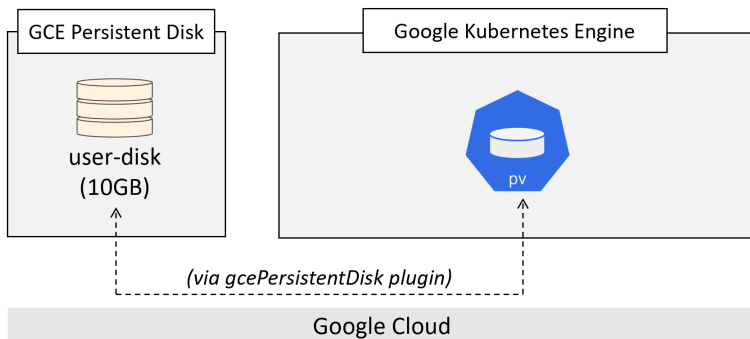 GCE Persistent Disk
Google Kubernetes Engine
user-disk
(10GB)
pv
(via gcePersistentDisk plugin)
Google Cloud